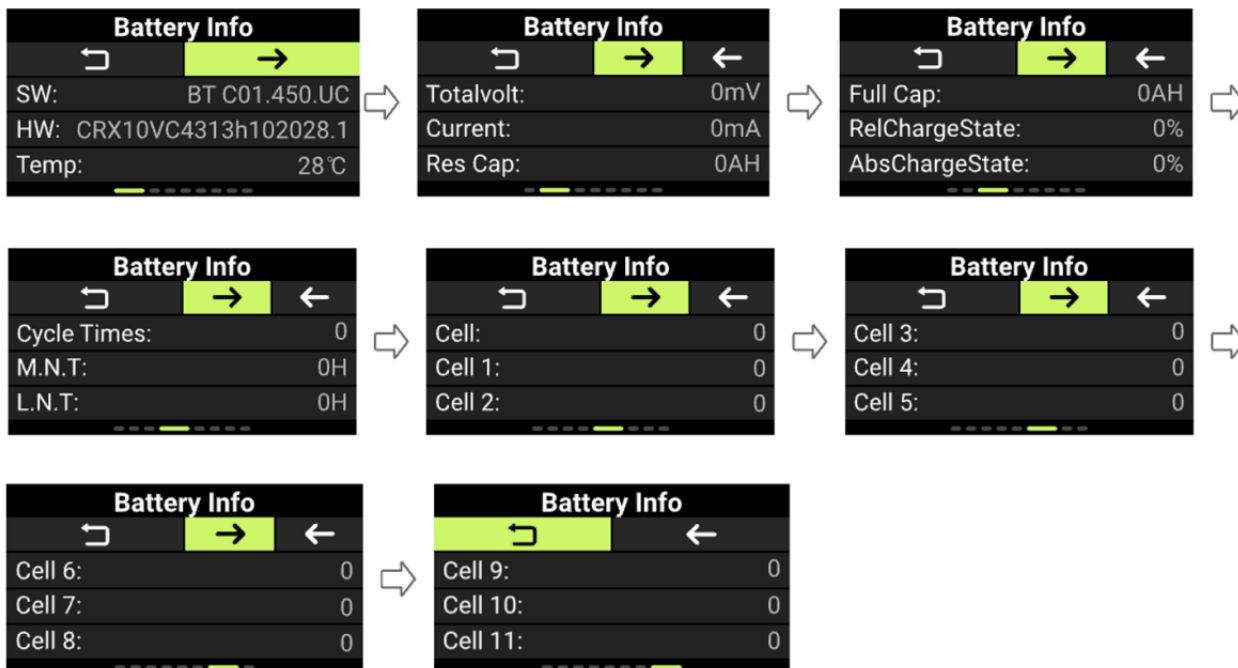 Battery Info
SW: BT C01.450.UC
HW: CRX10VC4313h102028.1
Temp: 28℃
Battery Info
Totalvolt: 0mV
Current: 0mA
Res Cap: 0AH
Battery Info
Full Cap: 0AH
RelChargeState: 0%
AbsChargeState: 0%
Battery Info
Cycle Times: 0
M.N.T: 0H
L.N.T: 0H
Battery Info
Cell: 0
Cell 1: 0
Cell 2: 0
Battery Info
Cell 3: 0
Cell 4: 0
Cell 5: 0
Battery Info
Cell 6: 0
Cell 7: 0
Cell 8: 0
Battery Info
Cell 9: 0
Cell 10: 0
Cell 11: 0